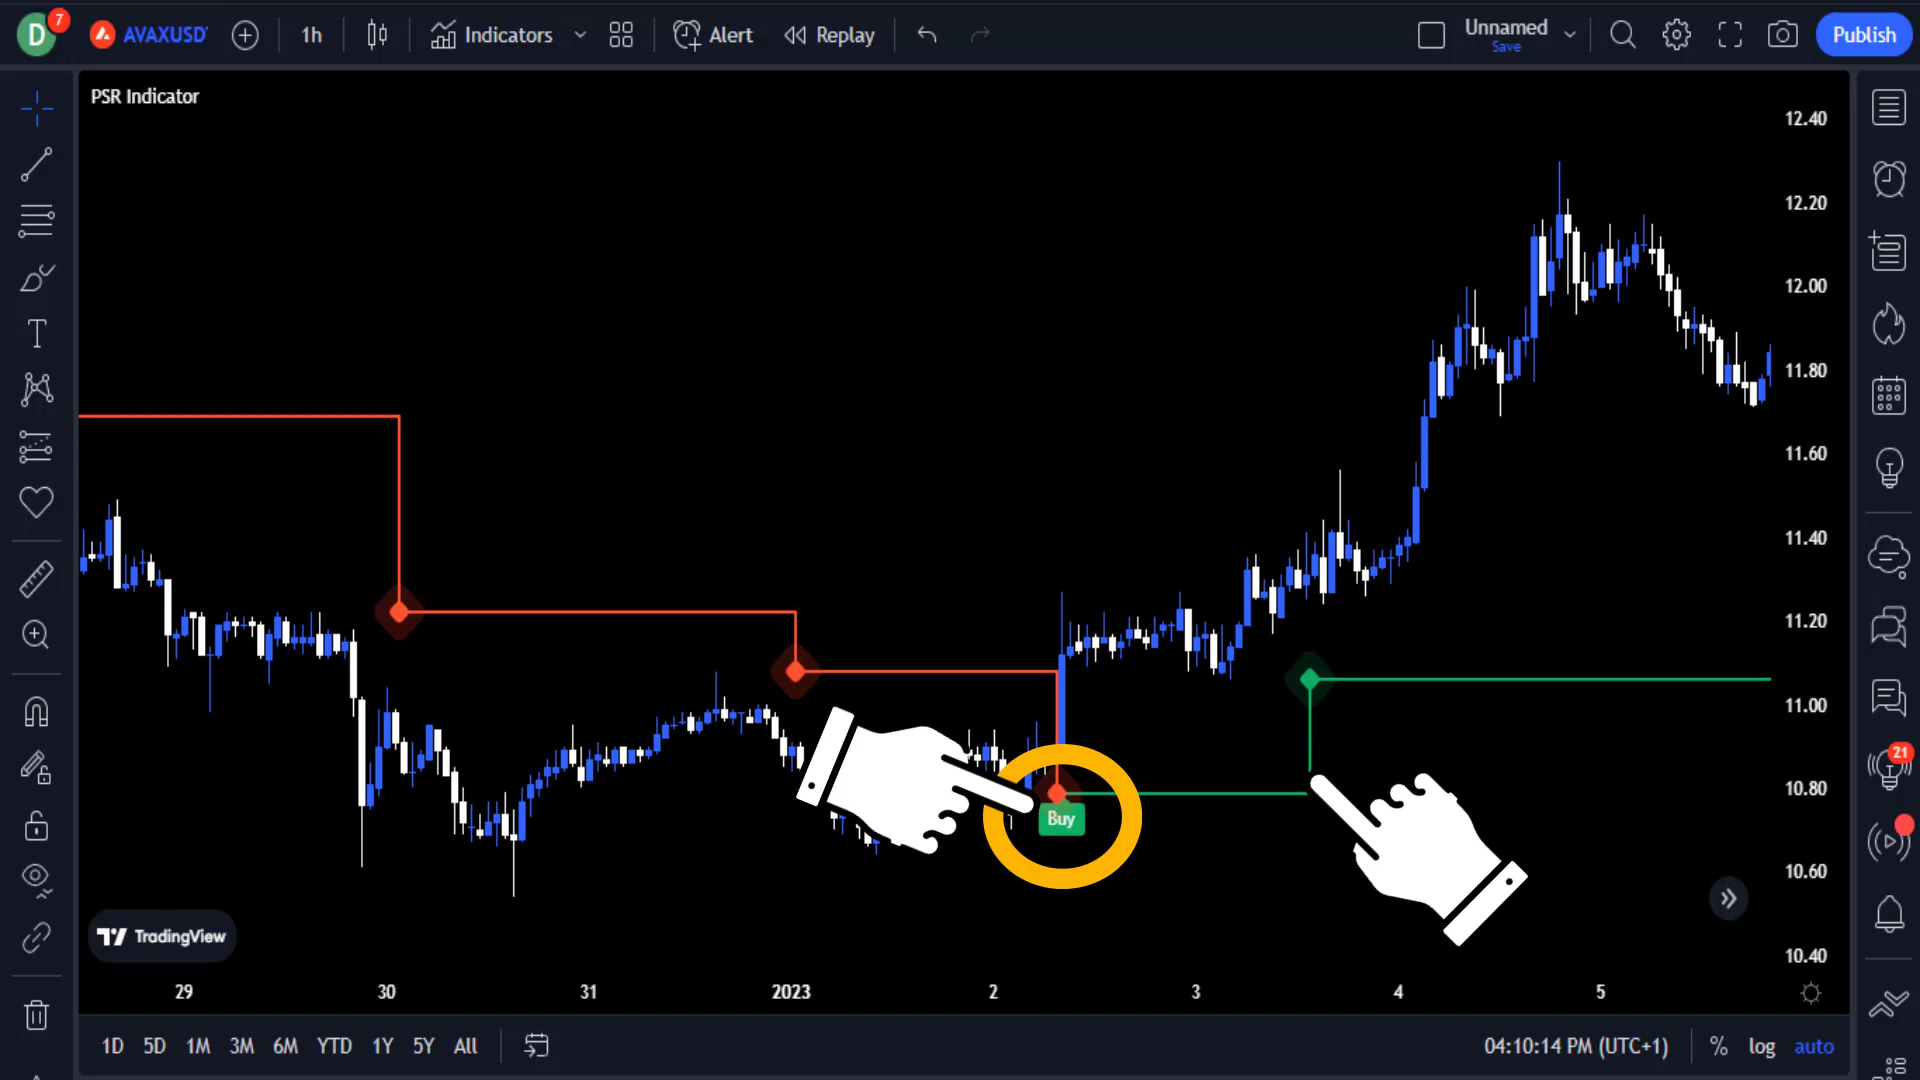 D 7 AVAXUSD 1h Indicators Alert Replay Unnamed Publish
Save
PSR Indicator
12.40
12.20
12.00
11.80
11.60
11.40
11.20
11.00
10.80
10.60
10.40
Buy
21
TradingView
29 30 31 2023 2 3 4 5
1D 5D 1M 3M 6M YTD 1Y 5Y All 04:10:14 PM (UTC+1) % log auto